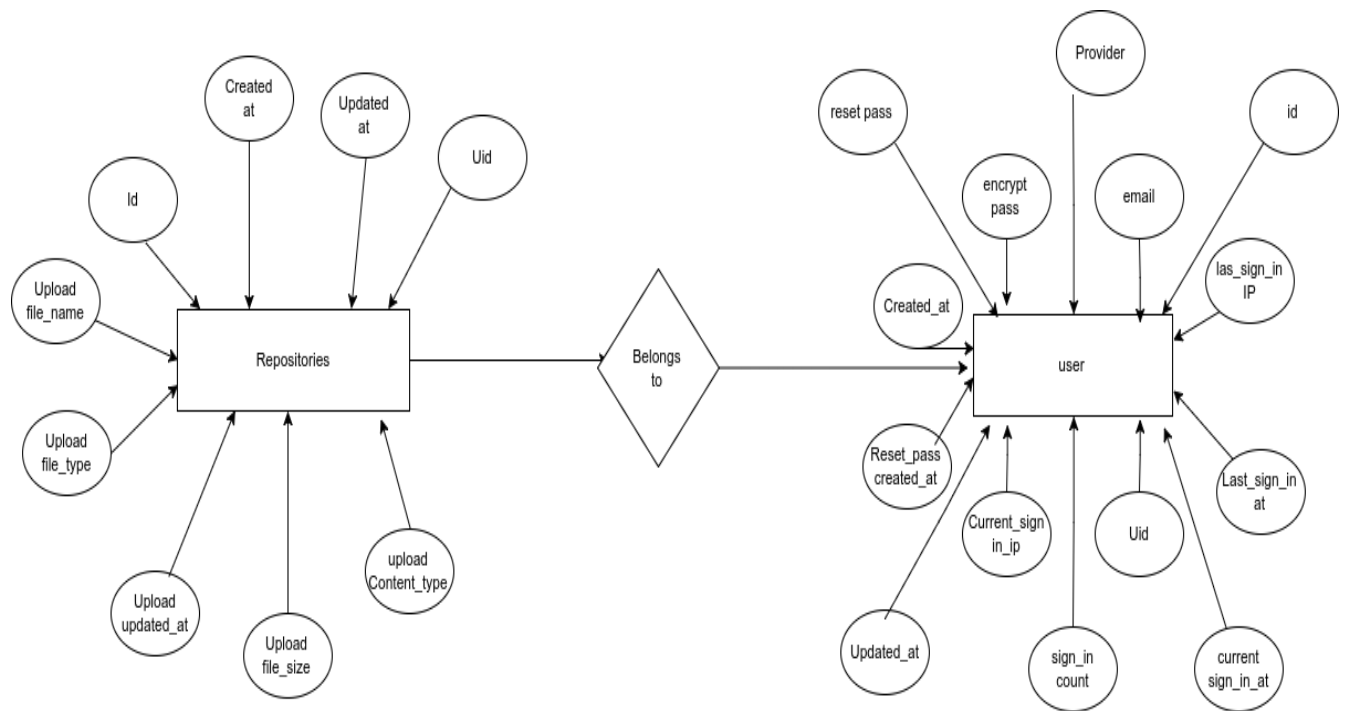 Provider
Created
at
Updated
at
reset pass
id
Uid
encrypt
pass
email
Id
las_sign_in
IP
Upload
file_name
Created_at
Repositories
Belongs
to
user
Upload
file_type
Reset_pass
created_at
Last_sign_in
at
Current_sign
in_ip
Uid
upload
Content_type
Upload
updated_at
Upload
file_size
Updated_at
sign_in
count
current
sign_in_at